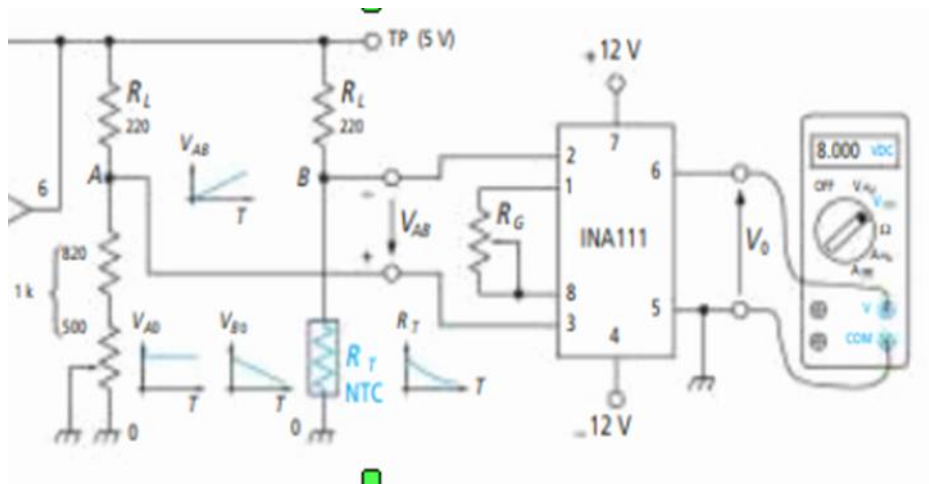 TP (5 V)
+12 V
R_L
220
R_L
220
V_AB
T
A
B
6
2
1
8
3
7
6
5
4
INA111
R_G
−
V_AB
+
V_0
8.000 VDC
OFF
Ω
V
COM
820
1 k
500
V_A0
T
V_B0
T
R_T
NTC
R_T
T
0
0
−12 V